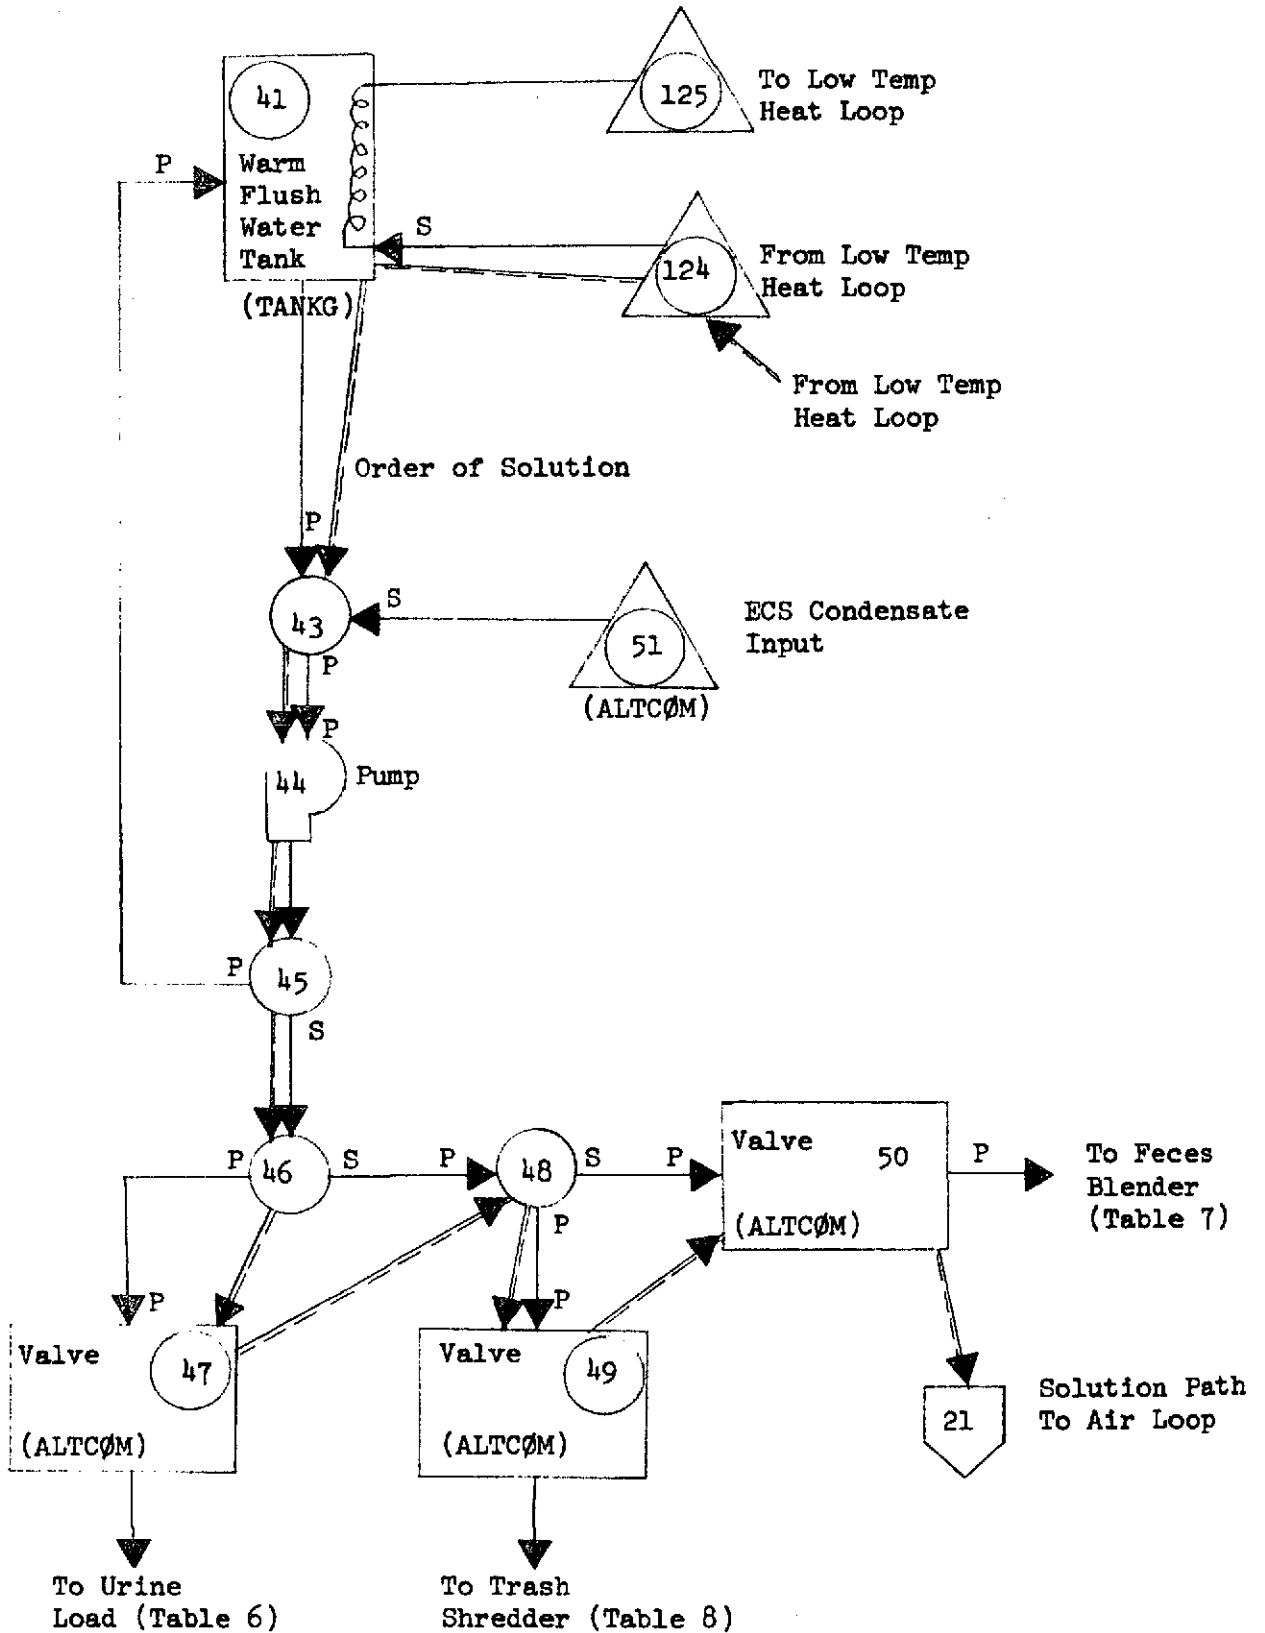 125
To Low Temp
Heat Loop
41
Warm
Flush
Water
Tank
(TANKG)
P
S
124
From Low Temp
Heat Loop
From Low Temp
Heat Loop
Order of Solution
P
43
S
51
ECS Condensate
Input
(ALTCØM)
P
P
44
Pump
45
P
S
P
46
S
P
48
S
P
Valve
50
(ALTCØM)
P
To Feces
Blender
(Table 7)
P
P
P
Valve
47
(ALTCØM)
Valve
49
(ALTCØM)
21
Solution Path
To Air Loop
To Urine
Load (Table 6)
To Trash
Shredder (Table 8)